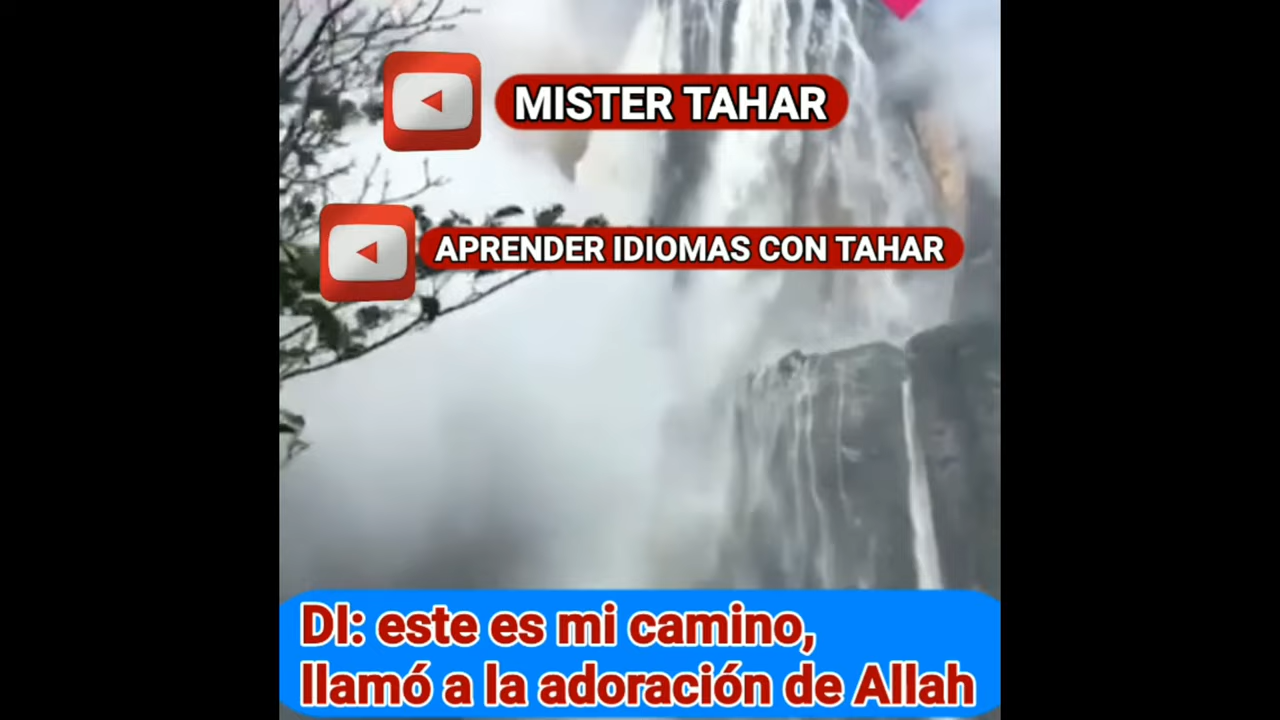 MISTER TAHAR
APRENDER IDIOMAS CON TAHAR
DI: este es mi camino,
llamó a la adoración de Allah